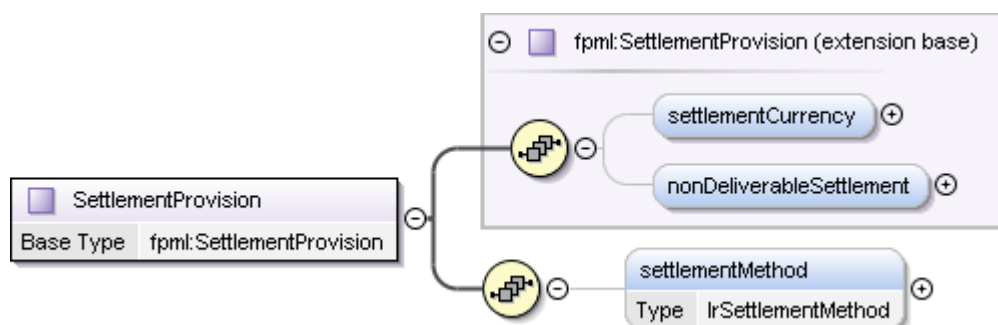 fpml:SettlementProvision (extension base)
settlementCurrency
nonDeliverableSettlement
SettlementProvision
Base Type fpml:SettlementProvision
settlementMethod
Type IrSettlementMethod